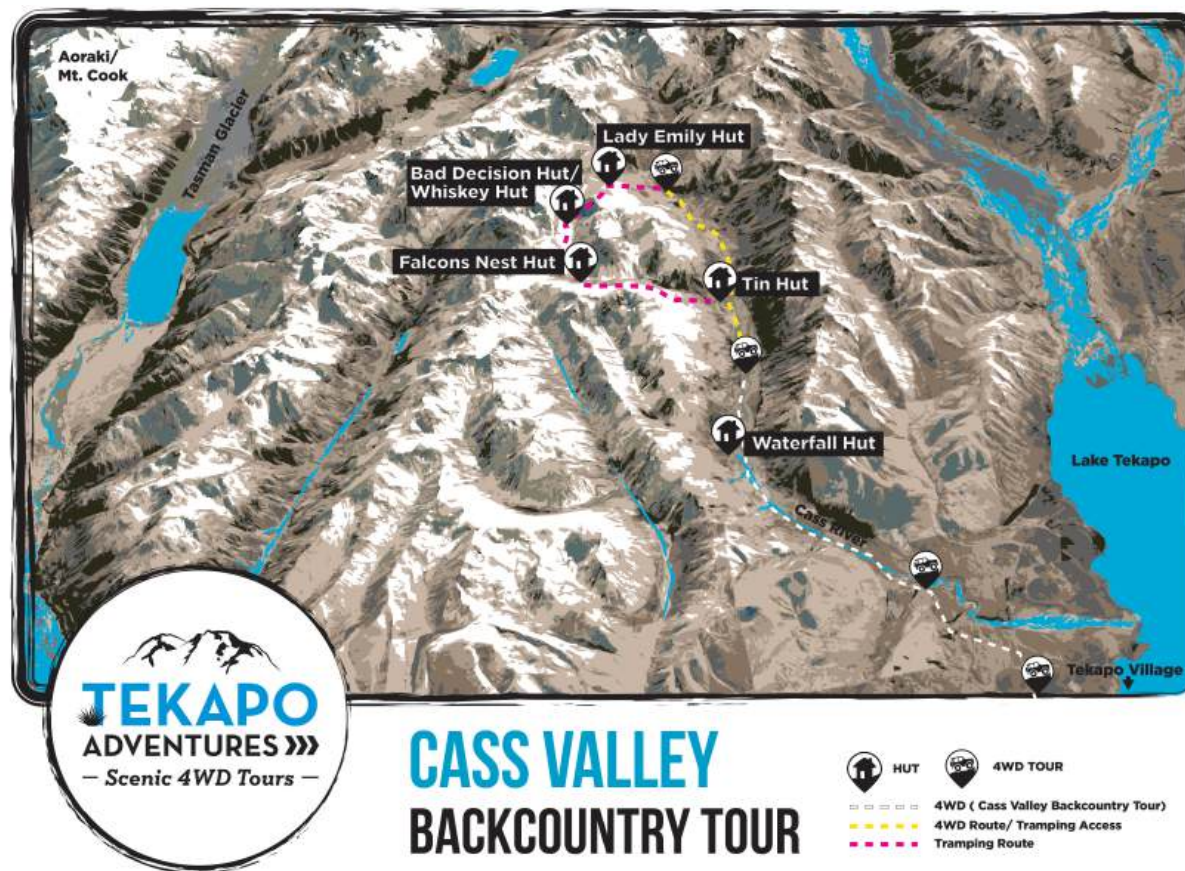 Aoraki/
Mt. Cook
Tasman Glacier
Lady Emily Hut
Bad Decision Hut/
Whiskey Hut
Falcons Nest Hut
Tin Hut
Waterfall Hut
Lake Tekapo
Cass River
Tekapo Village
TEKAPO
ADVENTURES
– Scenic 4WD Tours –
CASS VALLEY
BACKCOUNTRY TOUR
HUT
4WD TOUR
4WD ( Cass Valley Backcountry Tour)
4WD Route/ Tramping Access
Tramping Route